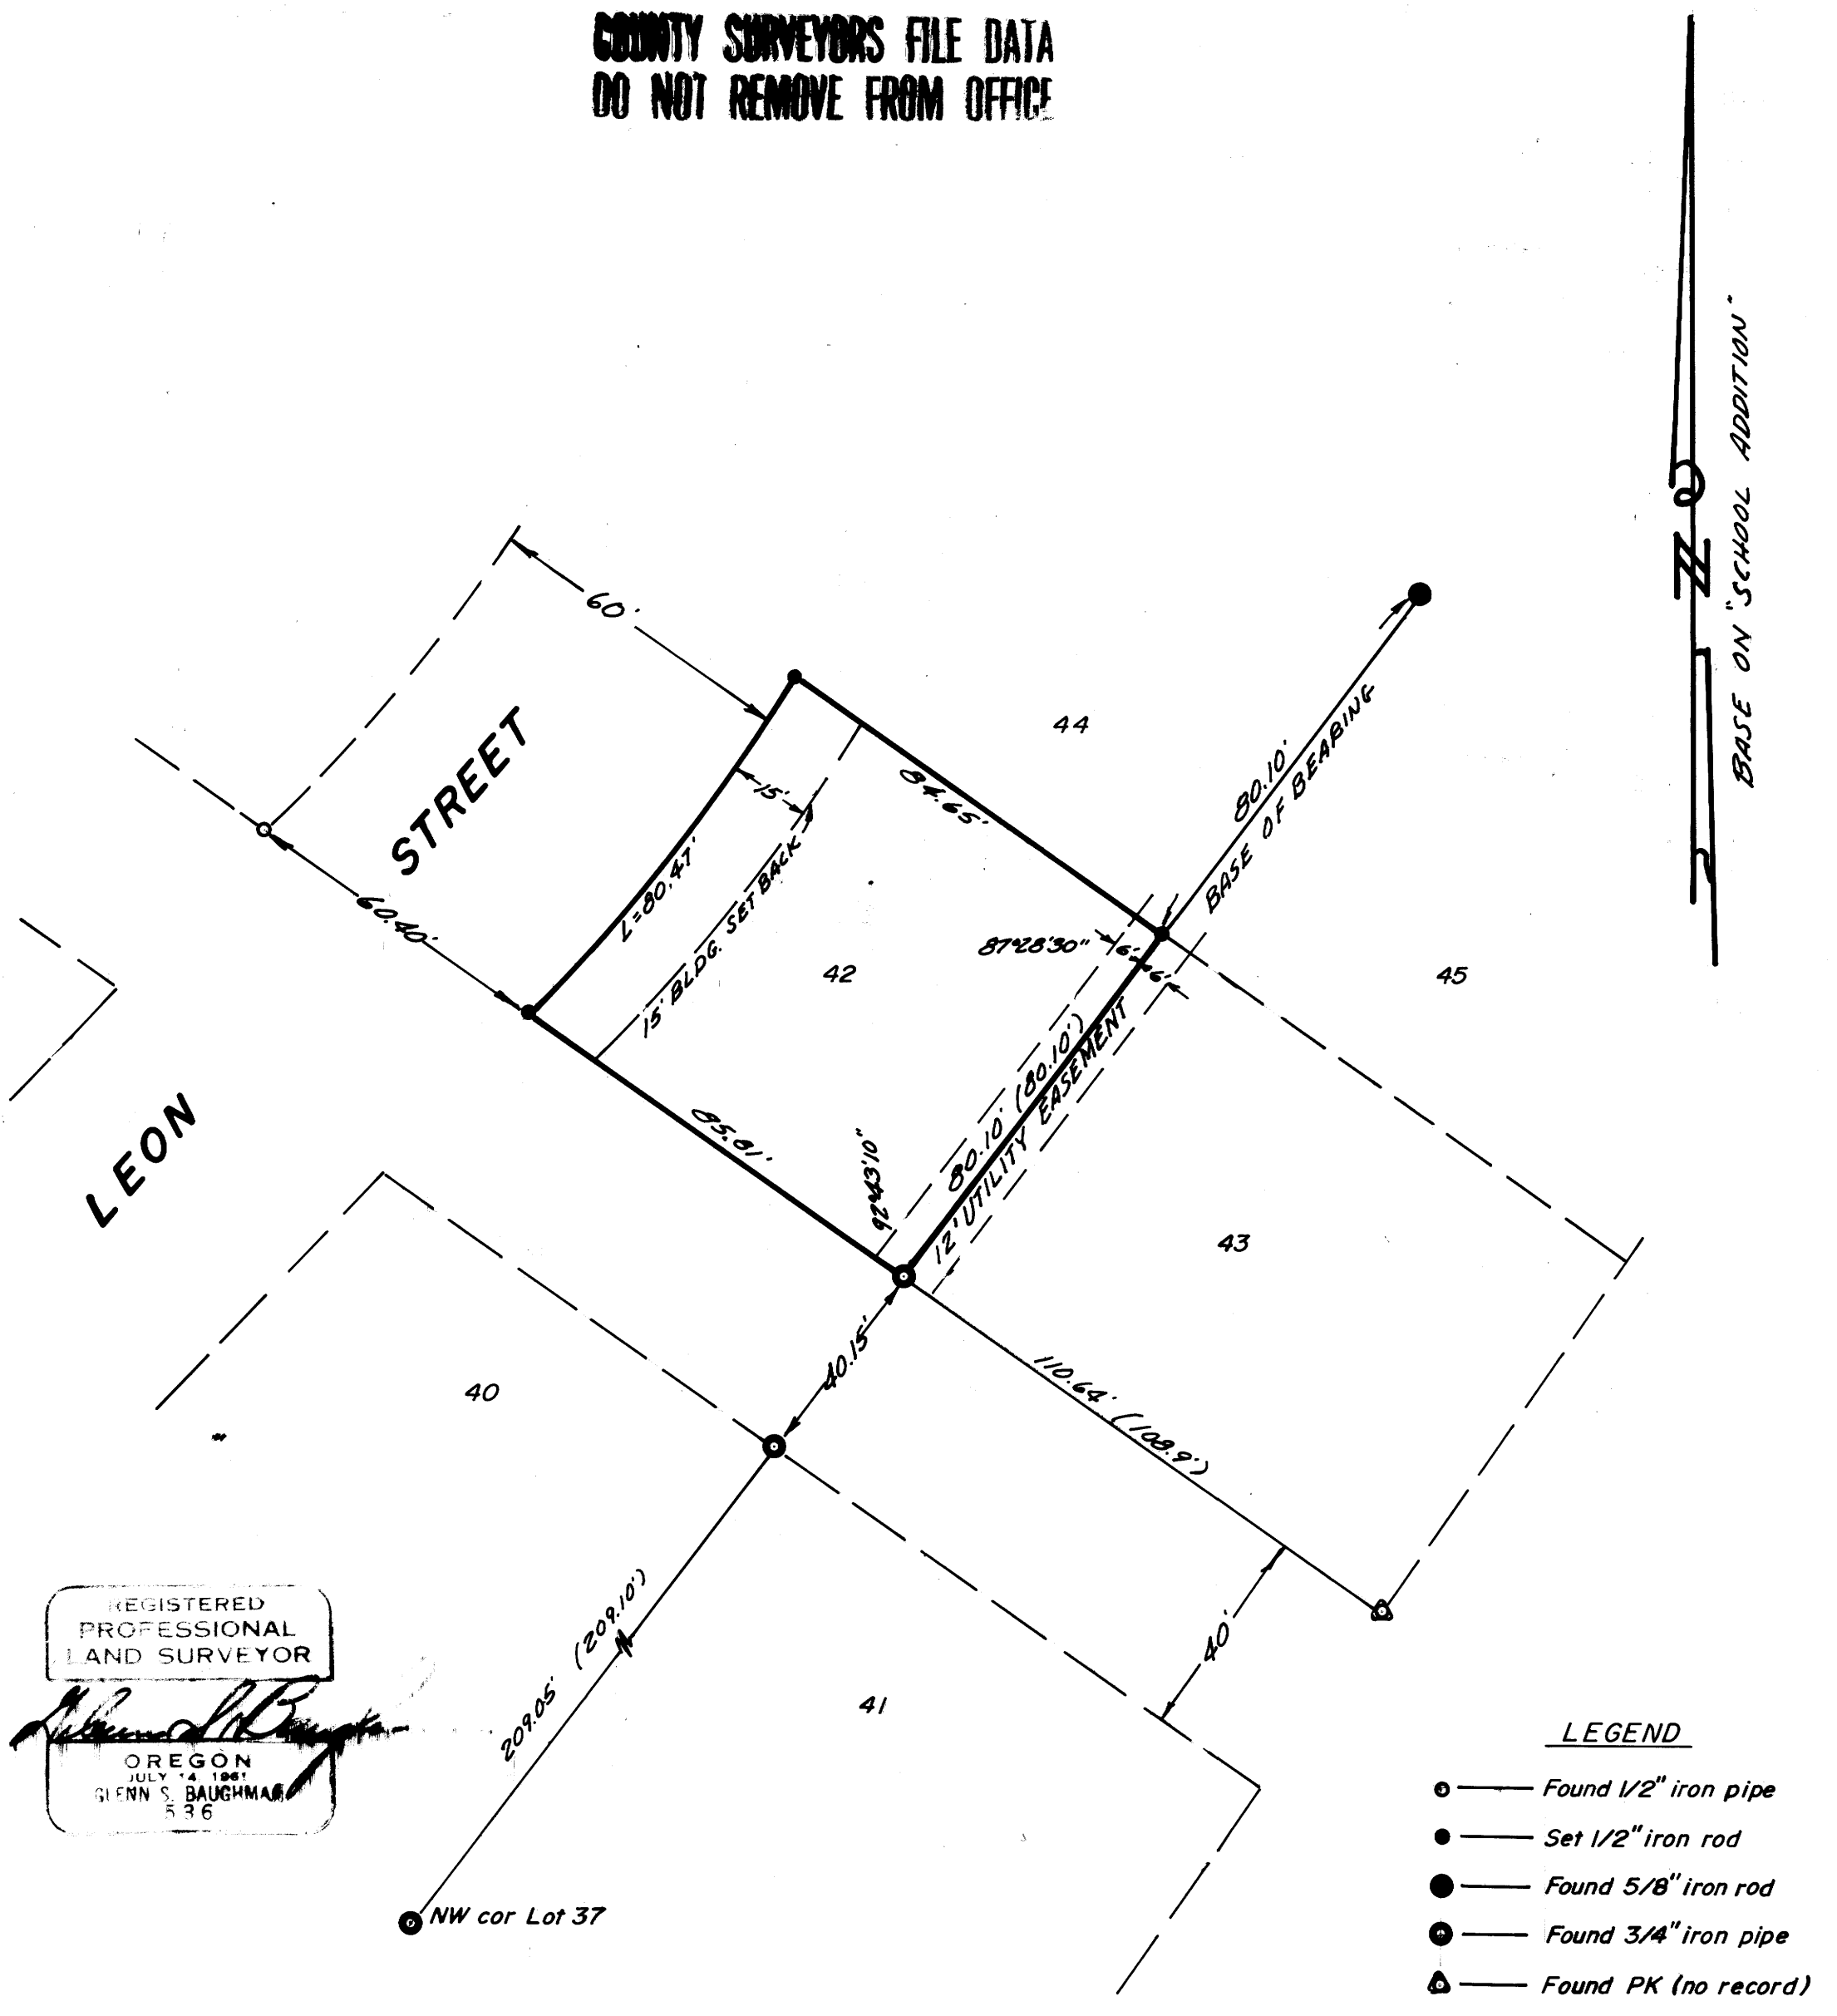 COUNTY SURVEYORS FILE DATA
DO NOT REMOVE FROM OFFICE
BASE ON "SCHOOL ADDITION"
N
60'
44
80.10'
BASE OF BEARING
STREET
15'
84.65'
L=80.47'
15' BLDG. SET BACK
60.40'
42
87°28'30"
6'
6'
45
LEON
85.81'
92°43'10"
80.10' (80.10')
12' UTILITY EASEMENT
43
40.15'
40
110.64' (108.9')
40'
209.05' (209.10')
41
REGISTERED
PROFESSIONAL
LAND SURVEYOR
OREGON
JULY 14, 1961
GLENN S. BAUGHMAN
536
NW cor Lot 37
LEGEND
Found 1/2" iron pipe
Set 1/2" iron rod
Found 5/8" iron rod
Found 3/4" iron pipe
Found PK (no record)